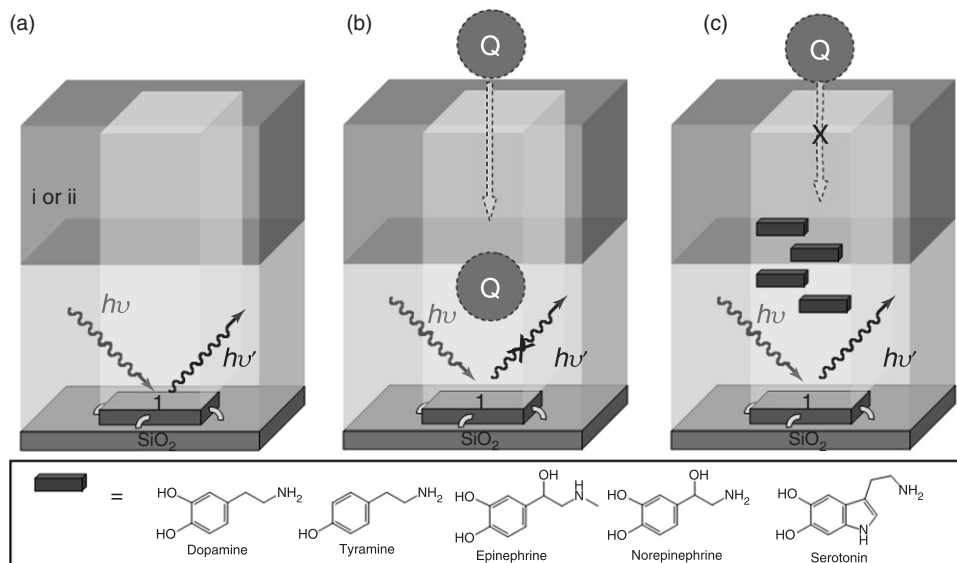 (a)
(b)
(c)
Q
Q
X
i or ii
Q
hυ
hυ′
hυ
X
hυ′
hυ
hυ′
1
1
1
SiO₂
SiO₂
SiO₂
=
HO
HO
NH₂
Dopamine
HO
NH₂
Tyramine
OH
HO
HO
H
N
Epinephrine
OH
HO
HO
NH₂
Norepinephrine
HO
HO
NH₂
N
H
Serotonin